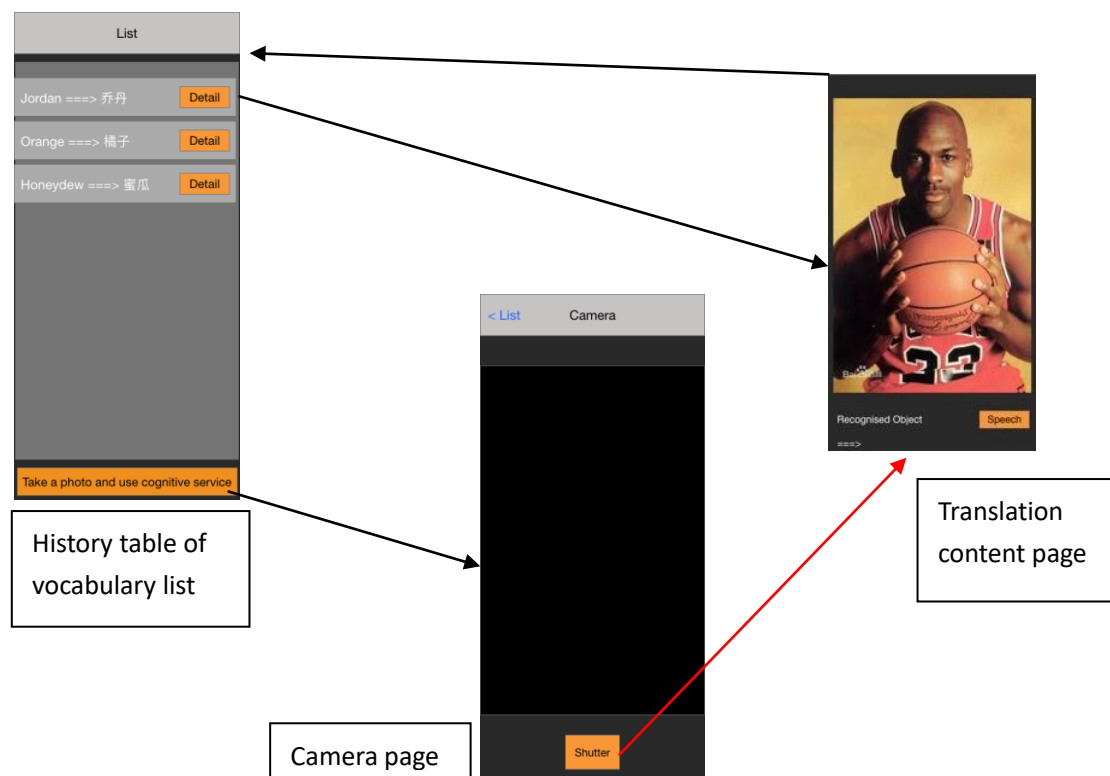 List
Jordan ===> 乔丹
Detail
Orange ===> 橘子
Detail
Honeydew ===> 蜜瓜
Detail
Take a photo and use cognitive service
History table of
vocabulary list
< List
Camera
Shutter
Camera page
33
Recognised Object
Speech
===>
Translation
content page